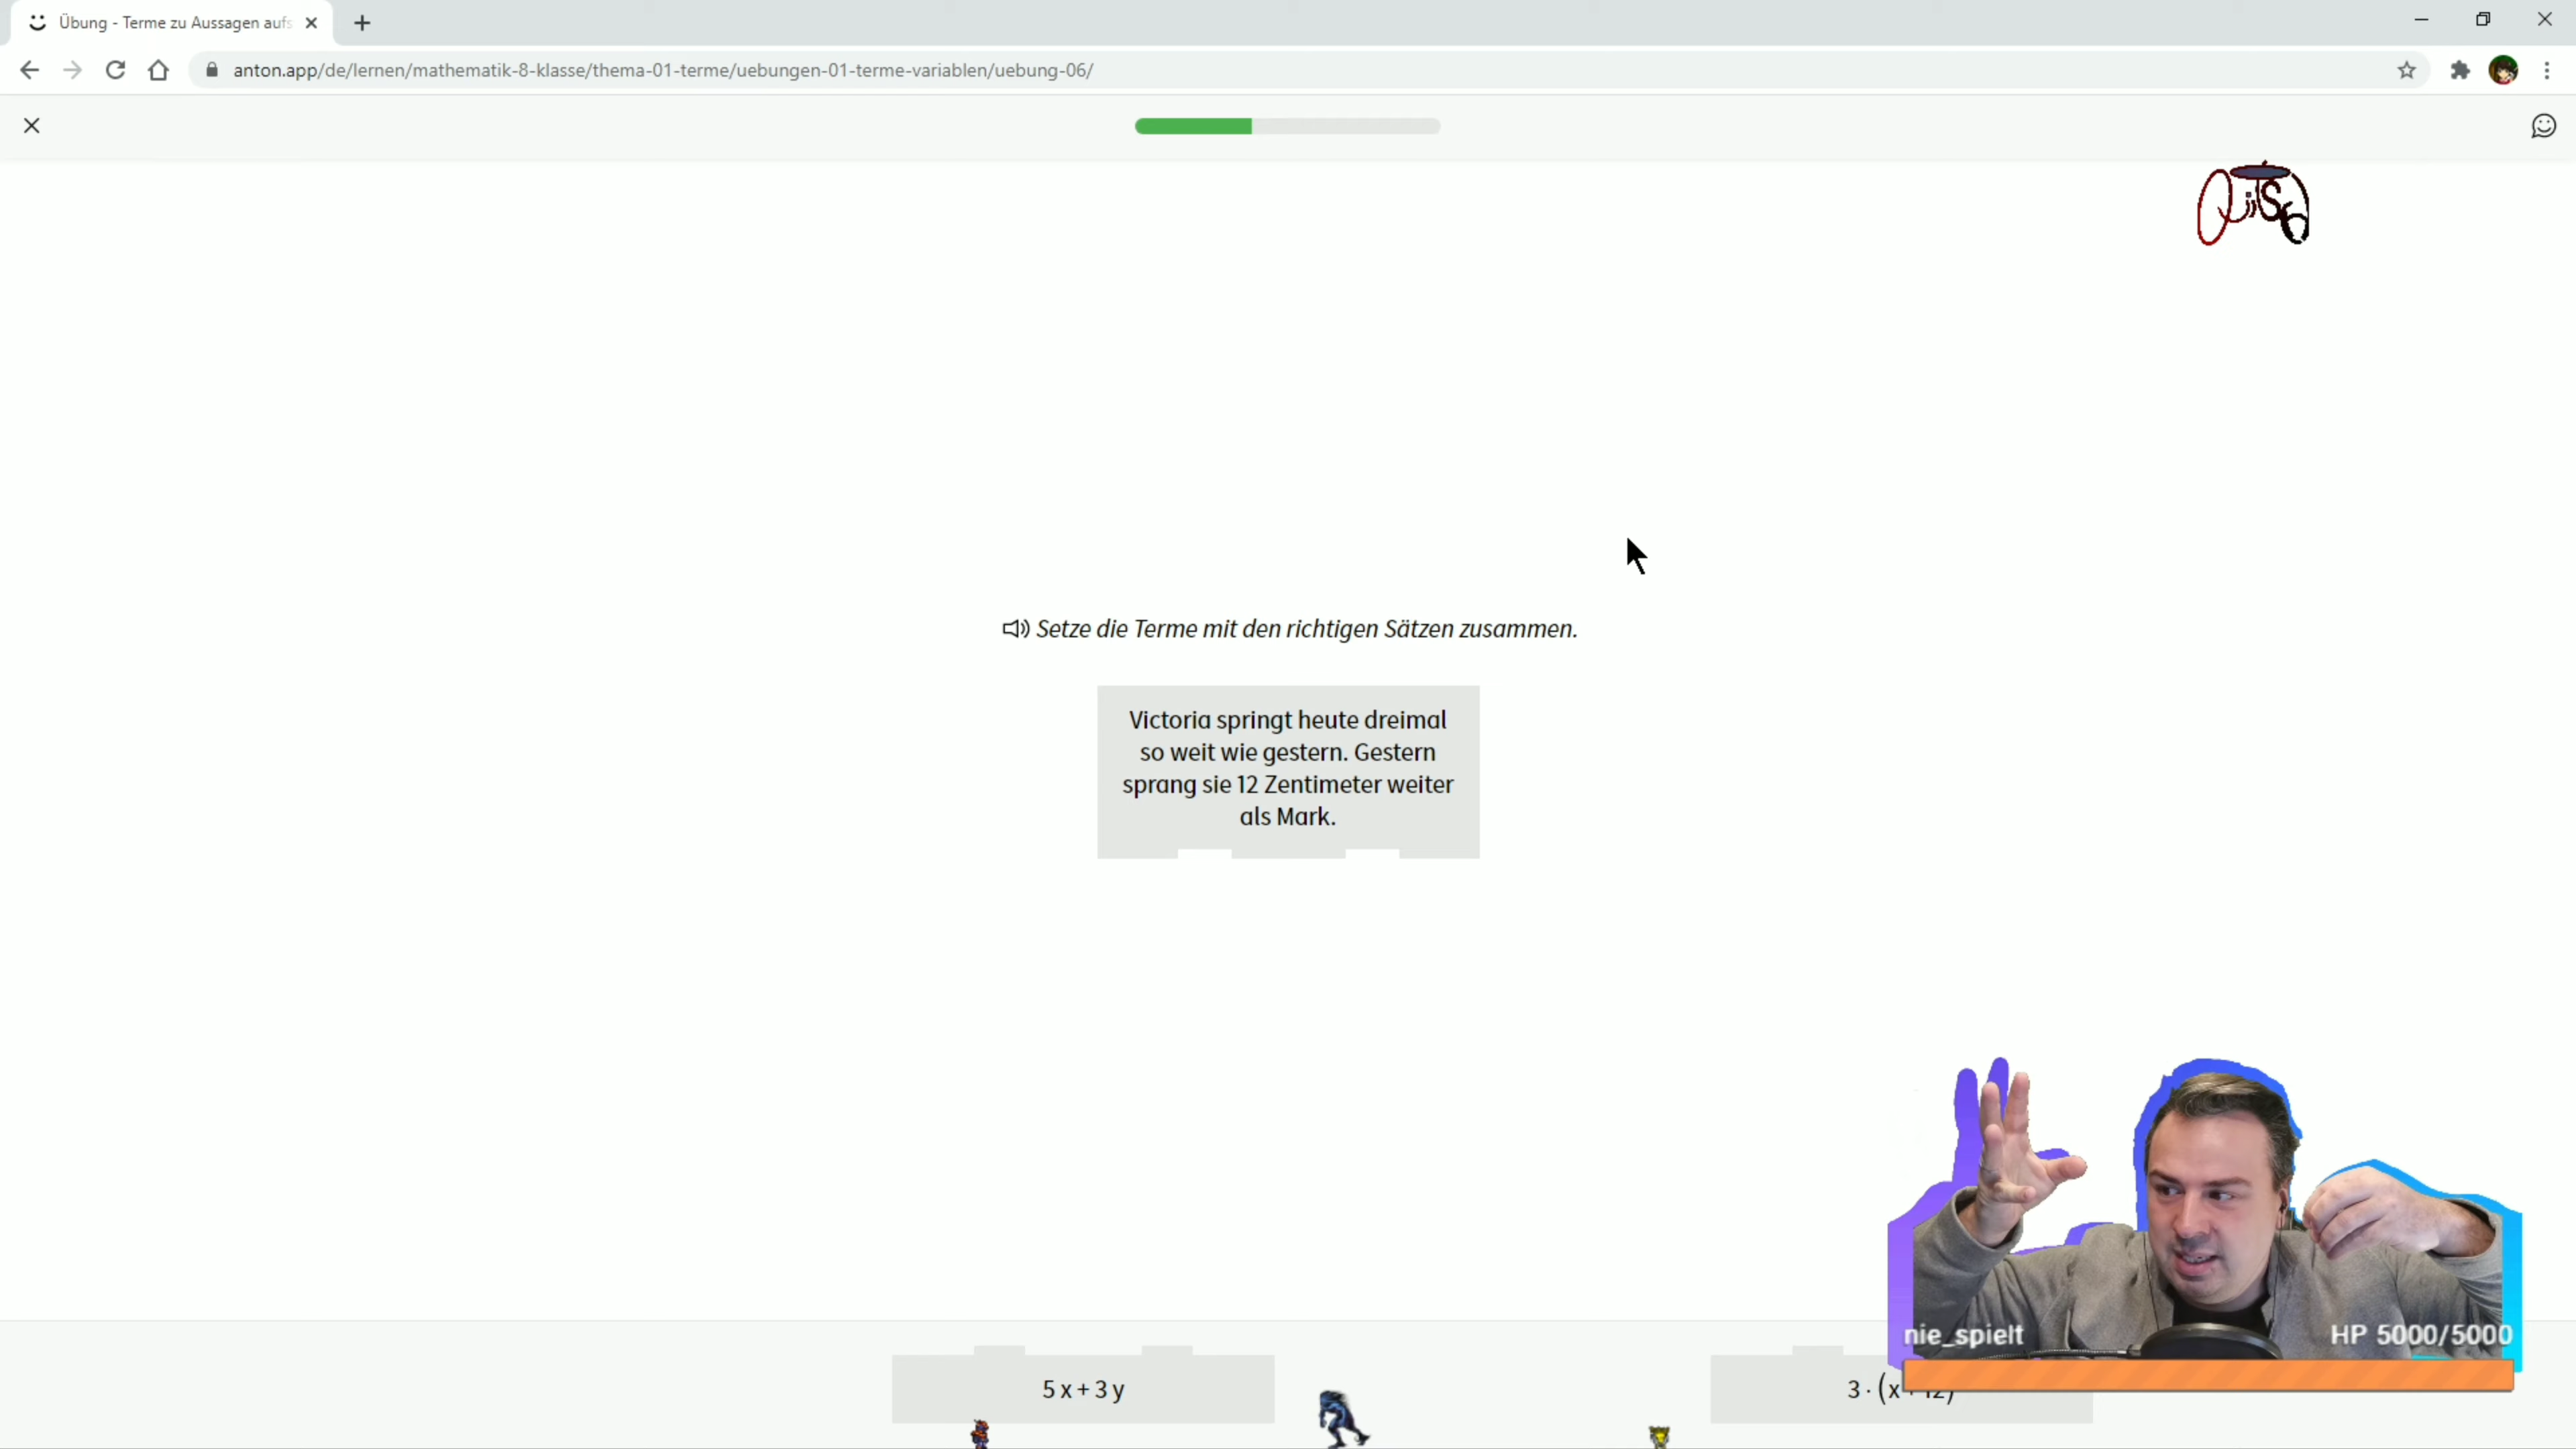 Übung - Terme zu Aussagen aufs
anton.app/de/lernen/mathematik-8-klasse/thema-01-terme/uebungen-01-terme-variablen/uebung-06/
Setze die Terme mit den richtigen Sätzen zusammen.
Victoria springt heute dreimal
so weit wie gestern. Gestern
sprang sie 12 Zentimeter weiter
als Mark.
nie_spielt
HP 5000/5000
5 x + 3 y
3 · (x + 12)